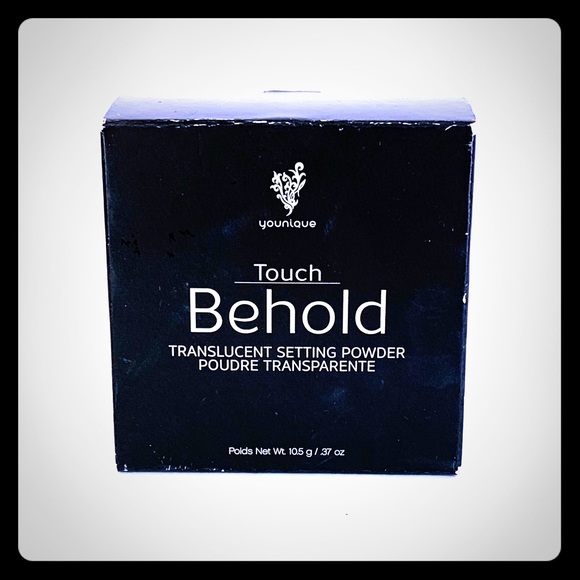 younique
Touch
Behold
TRANSLUCENT SETTING POWDER
POUDRE TRANSPARENTE
Poids Net Wt. 10.5 g / .37 oz